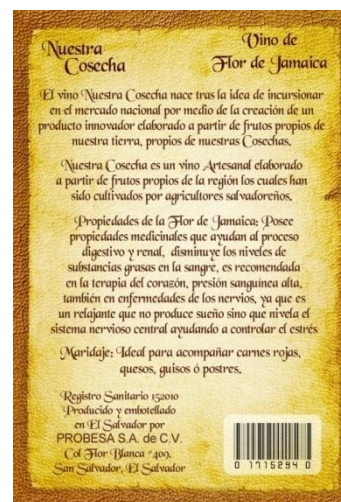 Nuestra Cosecha
Vino de Flor de Jamaica
El vino Nuestra Cosecha nace tras la idea de incursionar
en el mercado nacional por medio de la creación de un
producto innovador elaborado a partir de frutos propios de
nuestra tierra, propios de nuestras Cosechas.
Nuestra Cosecha es un vino Artesanal elaborado
a partir de frutos propios de la región los cuales han
sido cultivados por agricultores salvadoreños.
Propiedades de la Flor de Jamaica: Posee
propiedades medicinales que ayudan al proceso
digestivo y renal, disminuye los niveles de
substancias grasas en la sangre, es recomendada
en la terapia del corazón, presión sanguínea alta,
también en enfermedades de los nervios, ya que es
un relajante que no produce sueño sino que nivela el
sistema nervioso central ayudando a controlar el estrés
Maridaje: Ideal para acompañar carnes rojas,
quesos, guisos ó postres.
Registro Sanitario 152010
Producido y embotellado
en El Salvador por
PROBESA S.A. de C.V.
Col Flor Blanca #409.
San Salvador, El Salvador
0 1715294 0